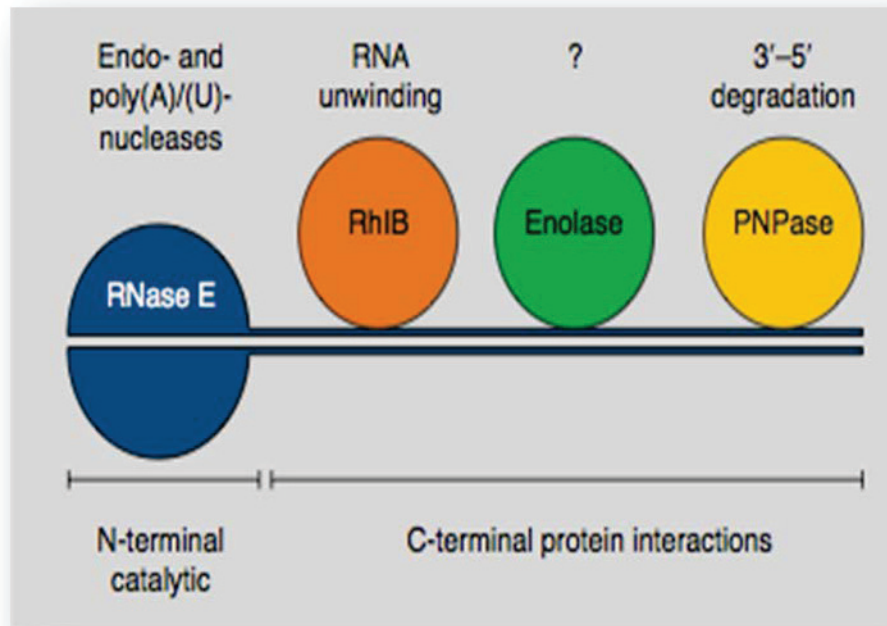 Endo- and
poly(A)/(U)-
nucleases
RNA
unwinding
?
3′–5′
degradation
RNase E
RhlB
Enolase
PNPase
N-terminal
catalytic
C-terminal protein interactions